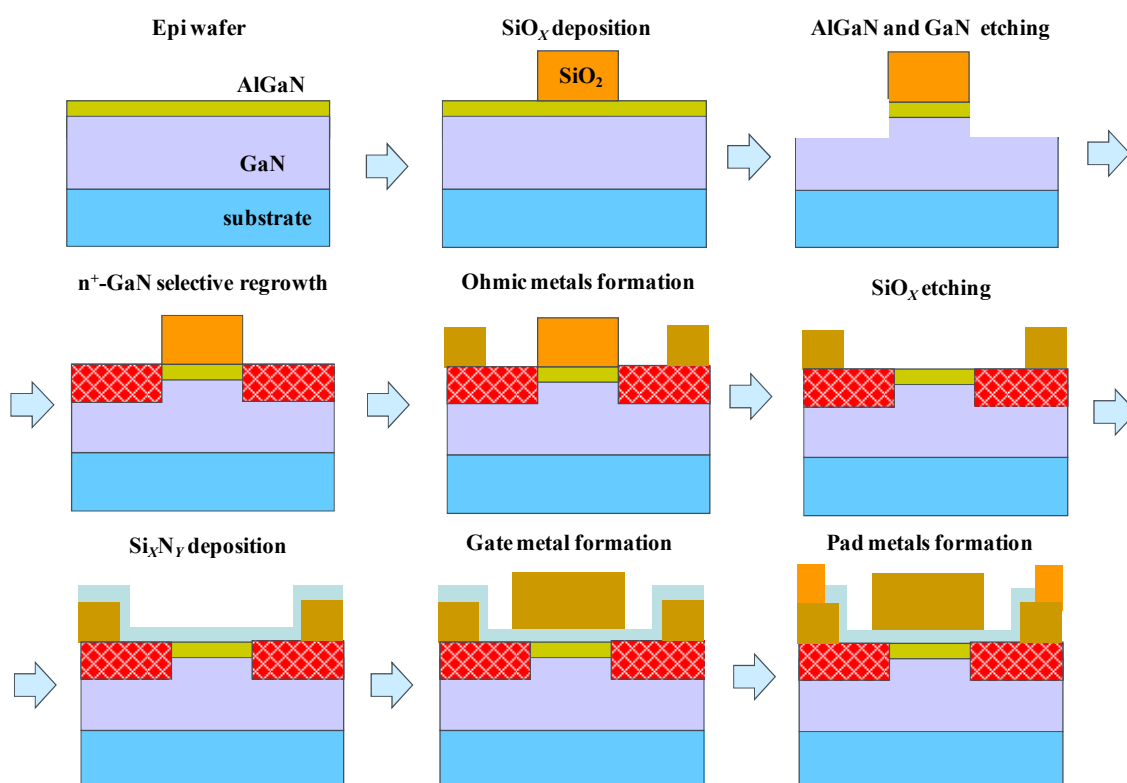 Epi wafer
SiOX deposition
AlGaN and GaN etching
AlGaN
SiO2
GaN
substrate
n+-GaN selective regrowth
Ohmic metals formation
SiOX etching
SiXNY deposition
Gate metal formation
Pad metals formation